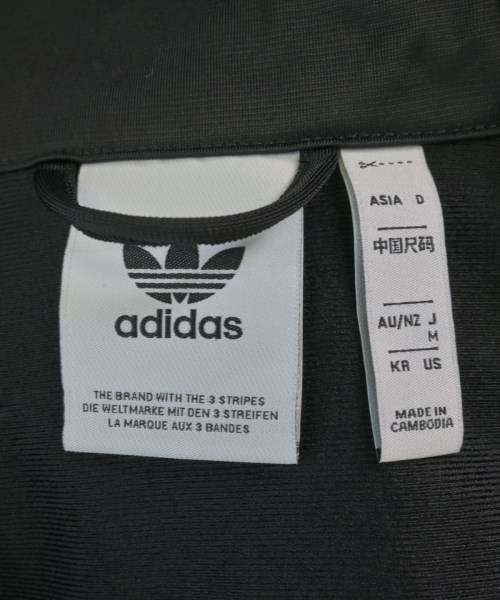 adidas
THE BRAND WITH THE 3 STRIPES
DIE WELTMARKE MIT DEN 3 STREIFEN
LA MARQUE AUX 3 BANDES
ASIA D
中国尺码
AU/NZ J
M
KR US
MADE IN
CAMBODIA